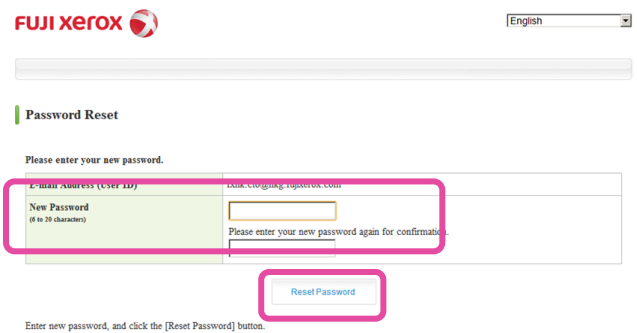 FUJI xerox
English
Password Reset
Please enter your new password.
E-mail Address (User ID)
New Password
(6 to 20 characters)
Please enter your new password again for confirmation.
Reset Password
Enter new password, and click the [Reset Password] button.